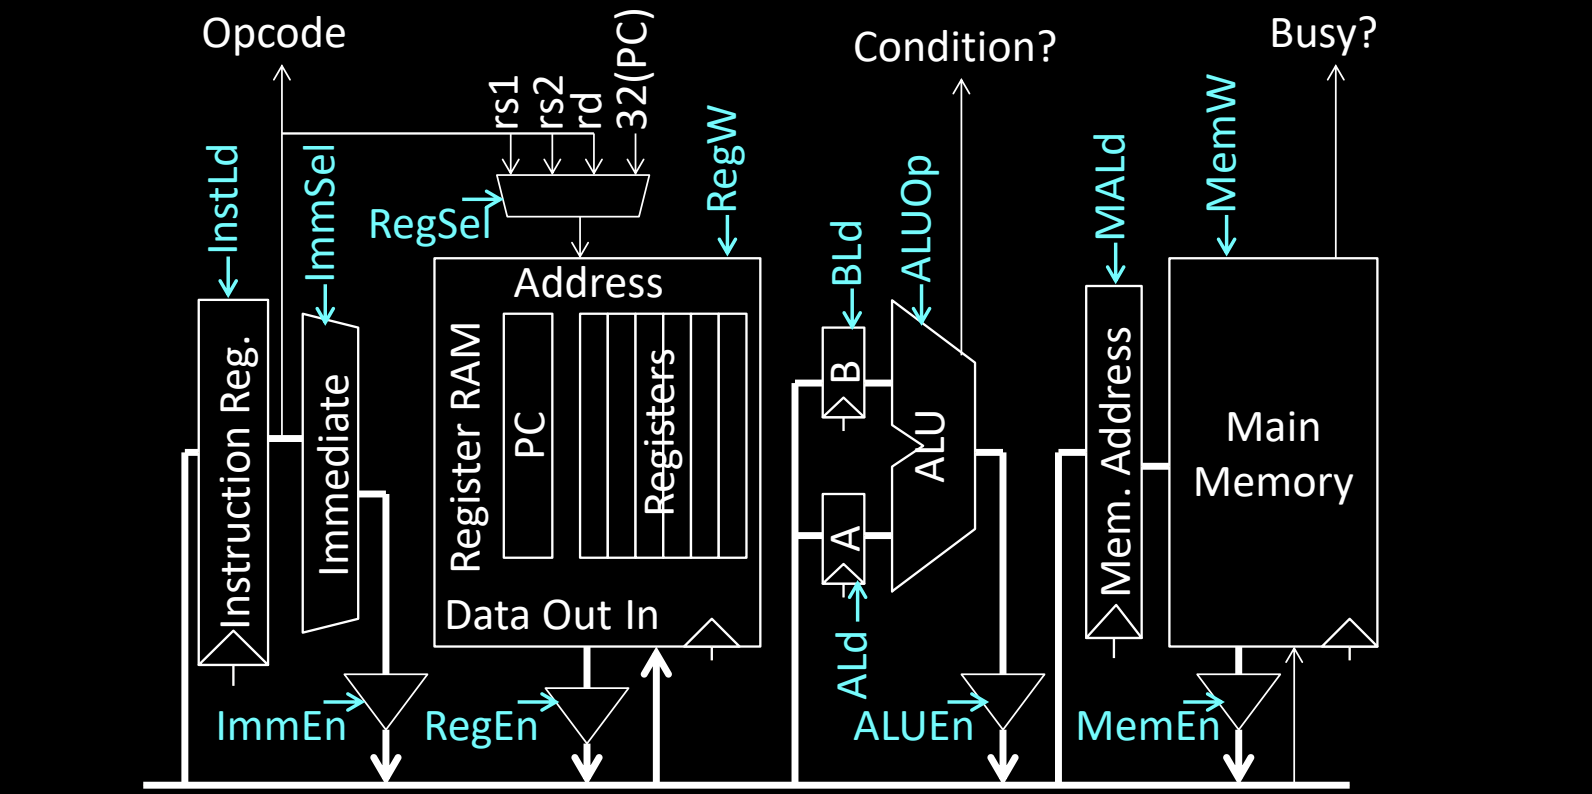 Opcode
Condition?
Busy?
rs1
rs2
rd
32(PC)
InstLd
ImmSel
RegSel
RegW
BLd
ALUOp
MALd
MemW
Address
Instruction Reg.
Immediate
Register RAM
PC
Registers
B
A
ALU
Mem. Address
Main
Memory
Data Out In
ALd
ImmEn
RegEn
ALUEn
MemEn